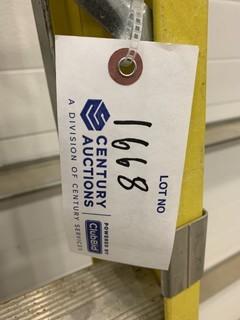 LOT NO
1668
CENTURY
AUCTIONS
A DIVISION OF CENTURY SERVICES
POWERED BY
ClubBid